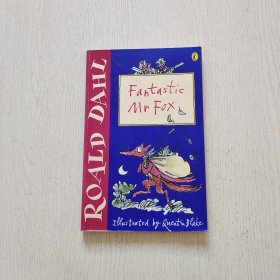 ROALD DAHL
Fantastic
Mr Fox
Illustrated by Quentin Blake